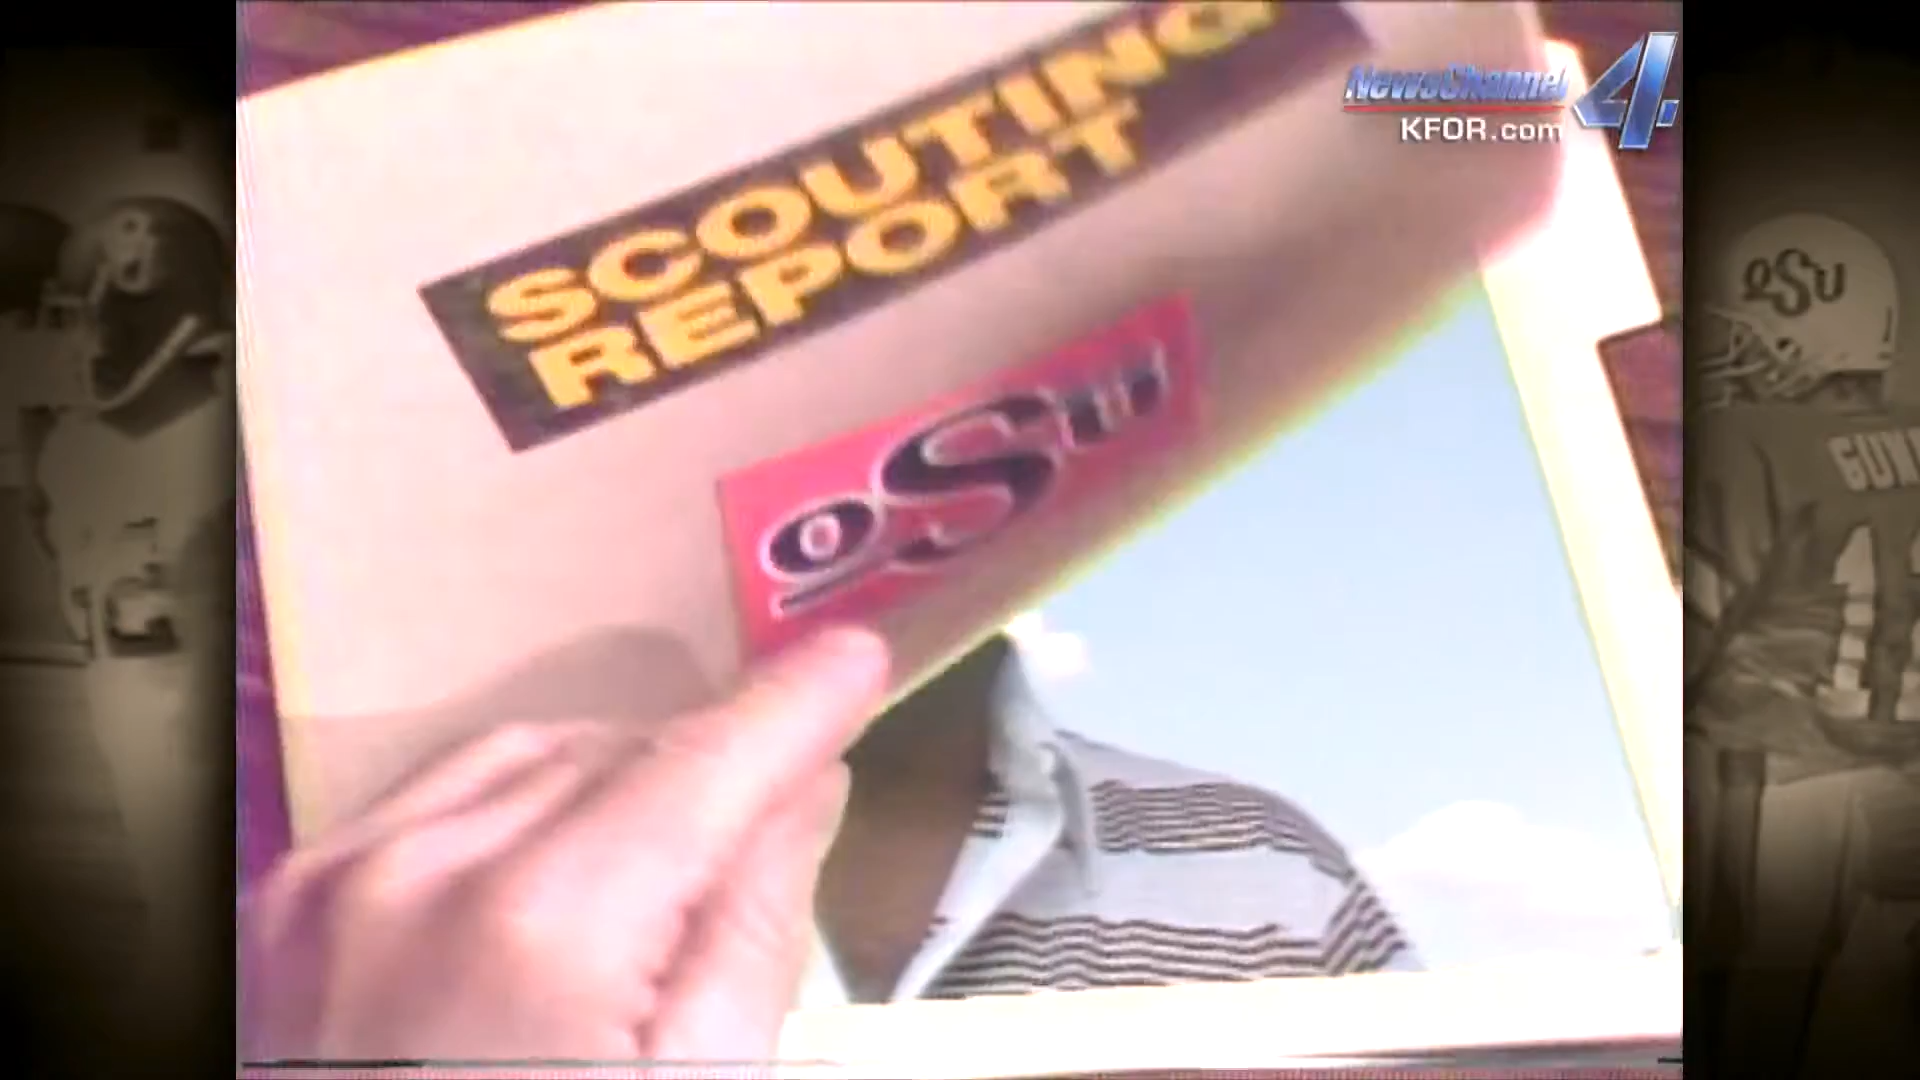 SCOUTING
REPORT
OSU
NewsChannel 4
KFOR.com
OSU